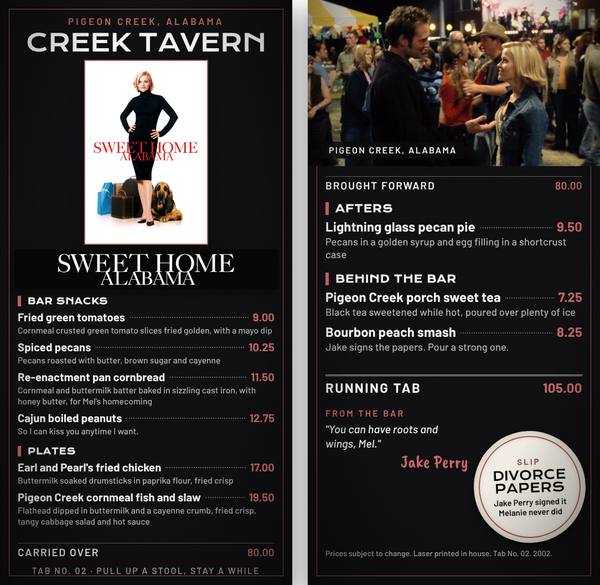 PIGEON CREEK, ALABAMA
CREEK TAVERN
SWEET HOME
ALABAMA
SWEET HOME
ALABAMA
BAR SNACKS
Fried green tomatoes 9.00
Cornmeal crusted green tomato slices fried golden, with a mayo dip
Spiced pecans 10.25
Pecans roasted with butter, brown sugar and cayenne
Re-enactment pan cornbread 11.50
Cornmeal and buttermilk batter baked in sizzling cast iron, with
honey butter, for Mel's homecoming
Cajun boiled peanuts 12.75
So I can kiss you anytime I want.
PLATES
Earl and Pearl's fried chicken 17.00
Buttermilk soaked drumsticks in paprika flour, fried crisp
Pigeon Creek cornmeal fish and slaw 19.50
Flathead dipped in buttermilk and a cayenne crumb, fried crisp,
tangy cabbage salad and hot sauce
CARRIED OVER 80.00
TAB NO. 02 · PULL UP A STOOL, STAY A WHILE
PIGEON CREEK, ALABAMA
BROUGHT FORWARD 80.00
AFTERS
Lightning glass pecan pie 9.50
Pecans in a golden syrup and egg filling in a shortcrust
case
BEHIND THE BAR
Pigeon Creek porch sweet tea 7.25
Black tea sweetened while hot, poured over plenty of ice
Bourbon peach smash 8.25
Jake signs the papers. Pour a strong one.
RUNNING TAB 105.00
FROM THE BAR
"You can have roots and
wings, Mel."
Jake Perry
SLIP
DIVORCE
PAPERS
Jake Perry signed it
Melanie never did
Prices subject to change. Laser printed in house. Tab No. 02. 2002.